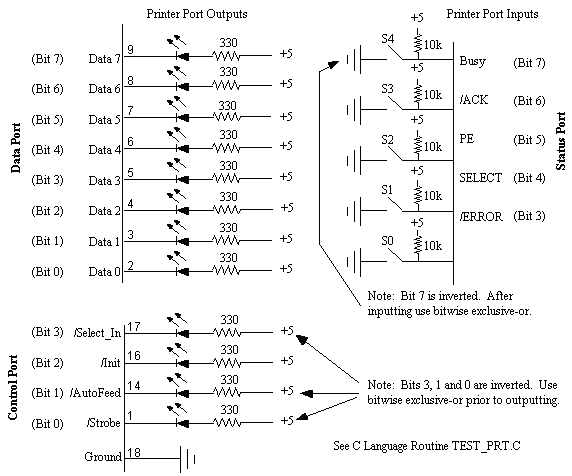 Printer Port Outputs
Data Port
(Bit 7) Data 7 9 330 +5
(Bit 6) Data 6 8 330 +5
(Bit 5) Data 5 7 330 +5
(Bit 4) Data 4 6 330 +5
(Bit 3) Data 3 5 330 +5
(Bit 2) Data 2 4 330 +5
(Bit 1) Data 1 3 330 +5
(Bit 0) Data 0 2 330 +5
Control Port
(Bit 3) /Select_In 17 330 +5
(Bit 2) /Init 16 330 +5
(Bit 1) /AutoFeed 14 330 +5
(Bit 0) /Strobe 1 330 +5
Ground 18
Printer Port Inputs
Status Port
+5
S4 10k Busy (Bit 7)
+5
S3 10k /ACK (Bit 6)
+5
S2 10k PE (Bit 5)
+5
S1 10k SELECT (Bit 4)
+5
S0 10k /ERROR (Bit 3)
Note: Bit 7 is inverted. After
inputting use bitwise exclusive-or.
Note: Bits 3, 1 and 0 are inverted. Use
bitwise exclusive-or prior to outputting.
See C Language Routine TEST_PRT.C